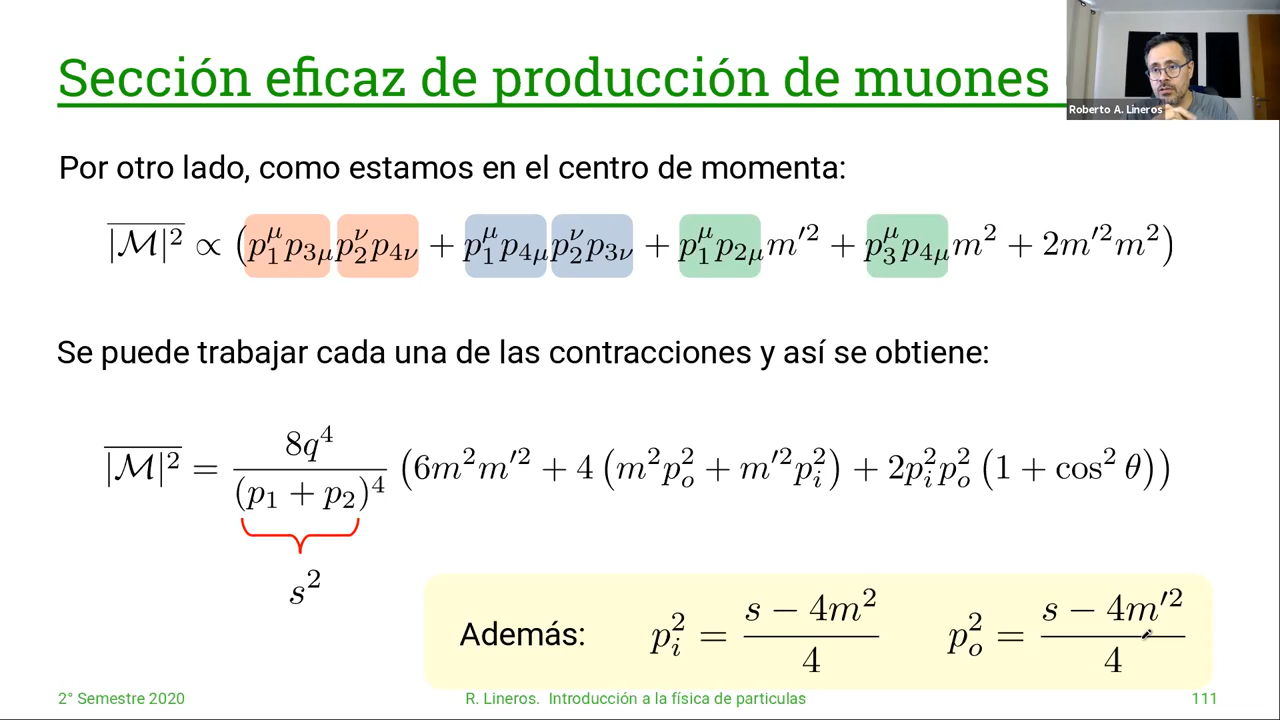 Sección eficaz de producción de muones
Roberto A. Lineros
Por otro lado, como estamos en el centro de momenta:
$\overline{|\mathcal{M}|^2} \propto \left(p_1^\mu p_{3\mu} p_2^\nu p_{4\nu} + p_1^\mu p_{4\mu} p_2^\nu p_{3\nu} + p_1^\mu p_{2\mu} m'^2 + p_3^\mu p_{4\mu} m^2 + 2m'^2 m^2\right)$
Se puede trabajar cada una de las contracciones y así se obtiene:
$\overline{|\mathcal{M}|^2} = \frac{8q^4}{(p_1 + p_2)^4} \left(6m^2 m'^2 + 4\left(m^2 p_o^2 + m'^2 p_i^2\right) + 2p_i^2 p_o^2 \left(1 + \cos^2 \theta\right)\right)$
$s^2$
Además: $p_i^2 = \frac{s - 4m^2}{4}$ $p_o^2 = \frac{s - 4m'^2}{4}$
2° Semestre 2020 R. Lineros. Introducción a la física de particulas 111